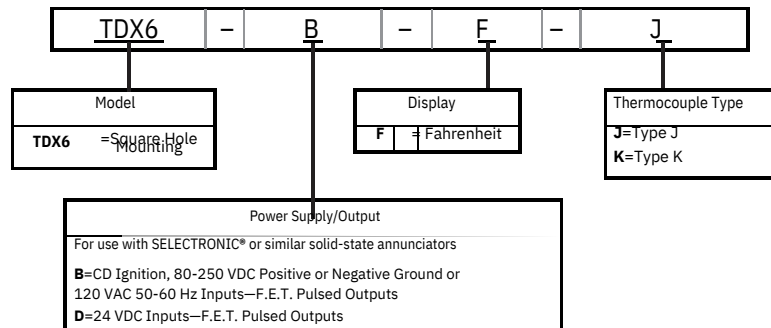 TDX6 – B – F – J
Model
TDX6 =Square Hole
Mounting
Display
F = Fahrenheit
Thermocouple Type
J=Type J
K=Type K
Power Supply/Output
For use with SELECTRONIC® or similar solid-state annunciators
B=CD Ignition, 80-250 VDC Positive or Negative Ground or
120 VAC 50-60 Hz Inputs—F.E.T. Pulsed Outputs
D=24 VDC Inputs—F.E.T. Pulsed Outputs